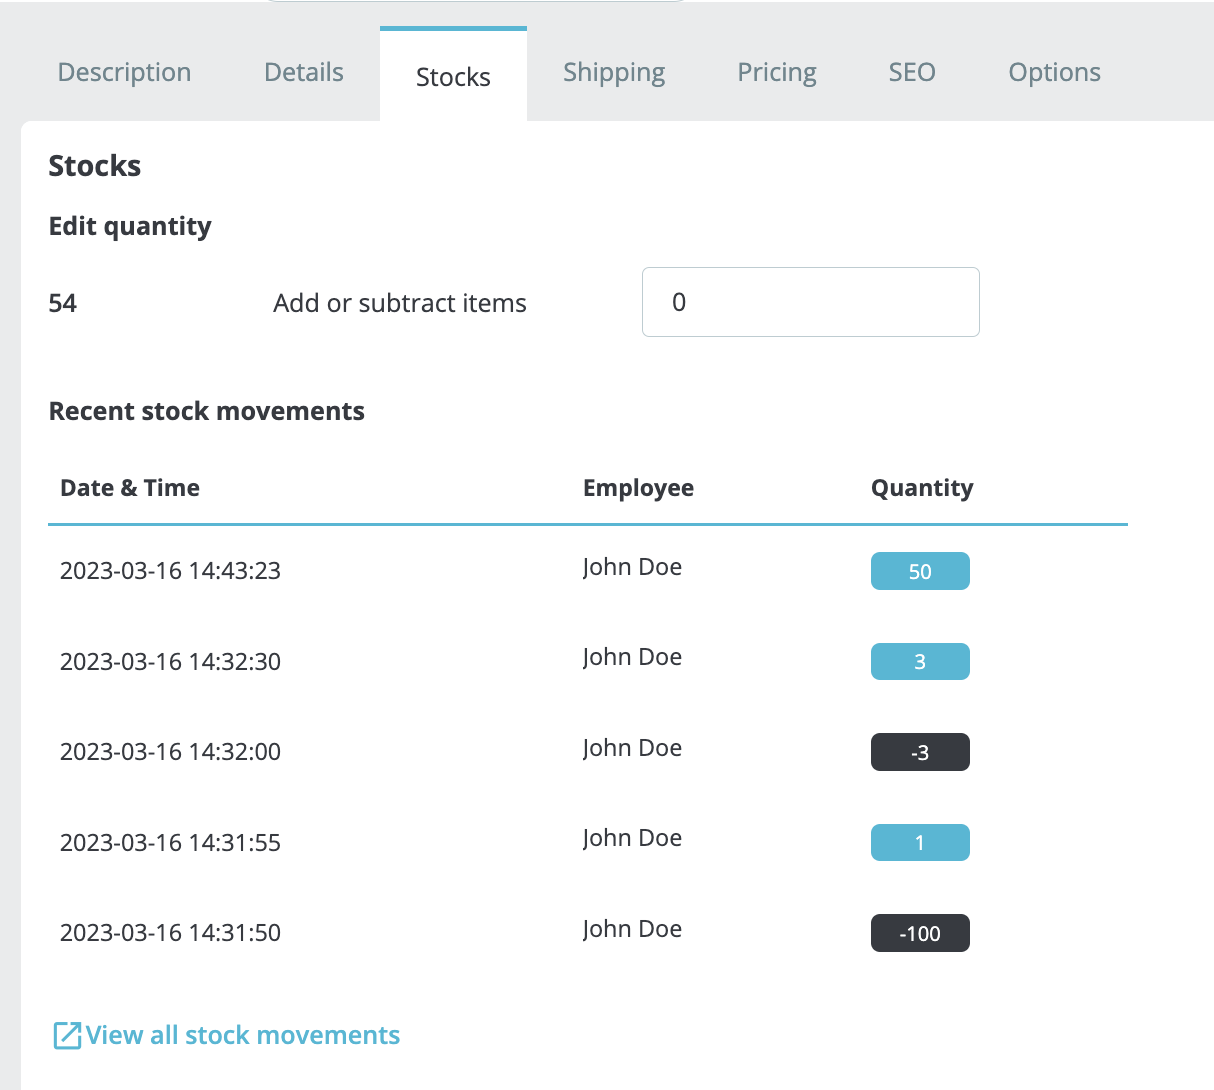 Description Details Stocks Shipping Pricing SEO Options
Stocks
Edit quantity
54 Add or subtract items 0
Recent stock movements
Date & Time Employee Quantity
2023-03-16 14:43:23 John Doe 50
2023-03-16 14:32:30 John Doe 3
2023-03-16 14:32:00 John Doe -3
2023-03-16 14:31:55 John Doe 1
2023-03-16 14:31:50 John Doe -100
View all stock movements